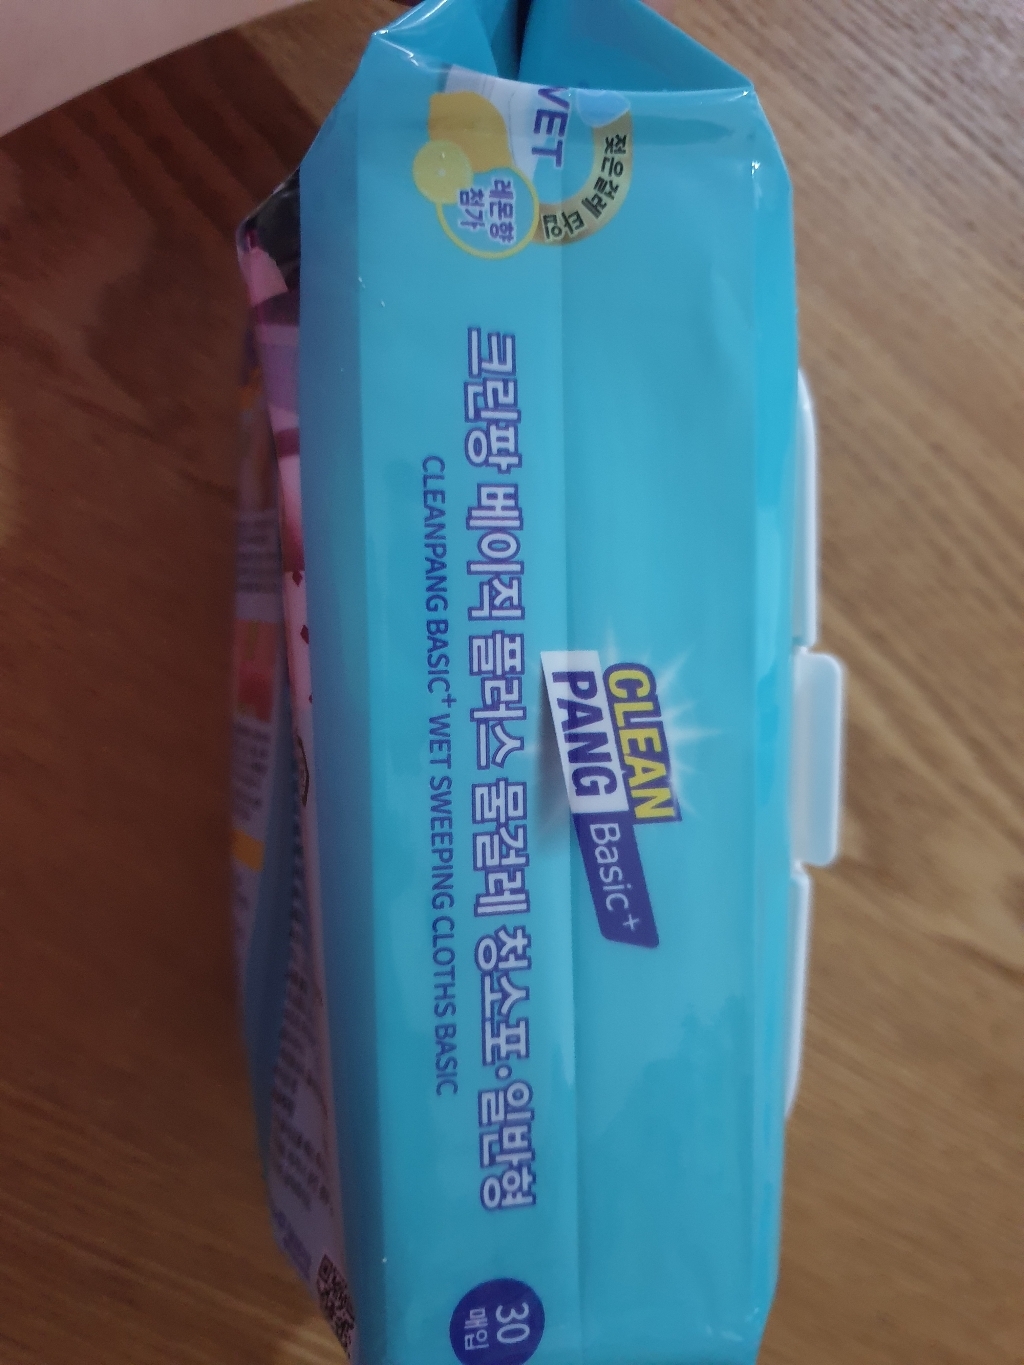 WET
젖은걸레 타입
레몬향
첨가
CLEAN
PANG
Basic+
크린팡 베이직 플러스 물걸레 청소포·일반형
CLEANPANG BASIC+ WET SWEEPING CLOTHS BASIC
30
매입